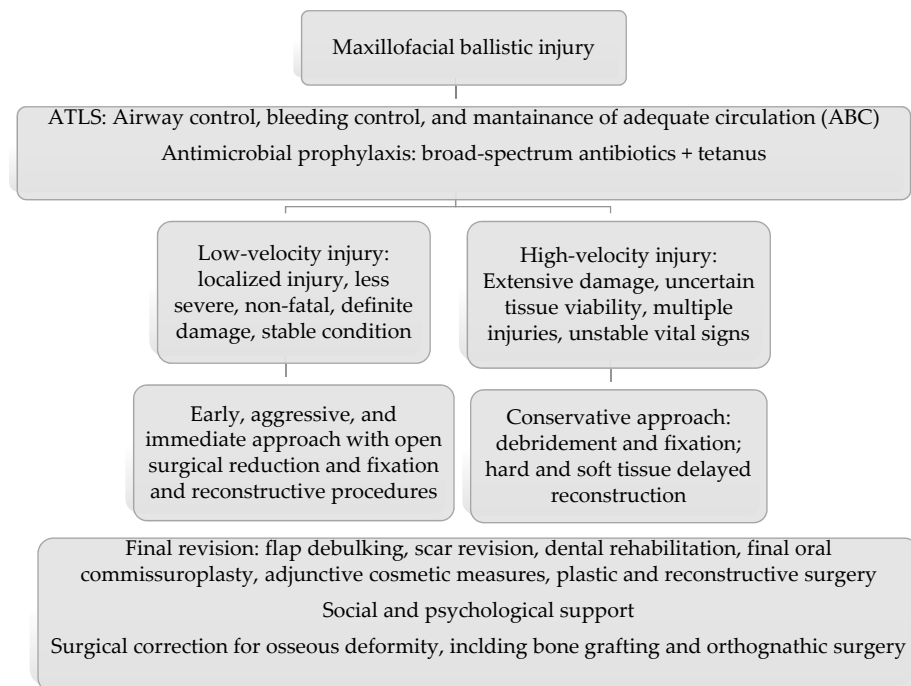 Maxillofacial ballistic injury
ATLS: Airway control, bleeding control, and mantainance of adequate circulation (ABC)
Antimicrobial prophylaxis: broad-spectrum antibiotics + tetanus
Low-velocity injury:
localized injury, less
severe, non-fatal, definite
damage, stable condition
High-velocity injury:
Extensive damage, uncertain
tissue viability, multiple
injuries, unstable vital signs
Early, aggressive, and
immediate approach with open
surgical reduction and fixation
and reconstructive procedures
Conservative approach:
debridement and fixation;
hard and soft tissue delayed
reconstruction
Final revision: flap debulking, scar revision, dental rehabilitation, final oral
commissuroplasty, adjunctive cosmetic measures, plastic and reconstructive surgery
Social and psychological support
Surgical correction for osseous deformity, inclding bone grafting and orthognathic surgery